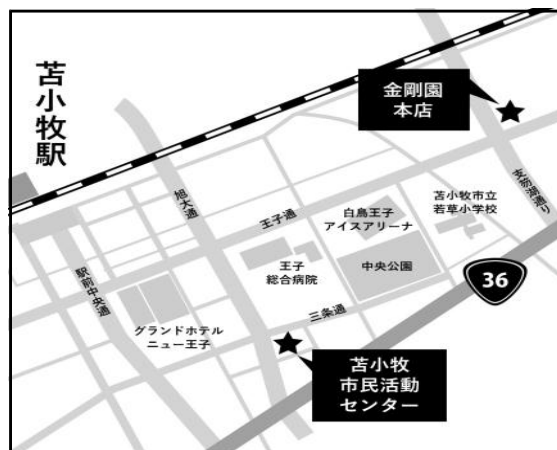 苫小牧駅
金剛園
本店
旭大通
王子通
白鳥王子
アイスアリーナ
苫小牧市立
若草小学校
支笏湖通り
王子
総合病院
中央公園
36
駅前中央通
三条通
グランドホテル
ニュー王子
苫小牧
市民活動
センター